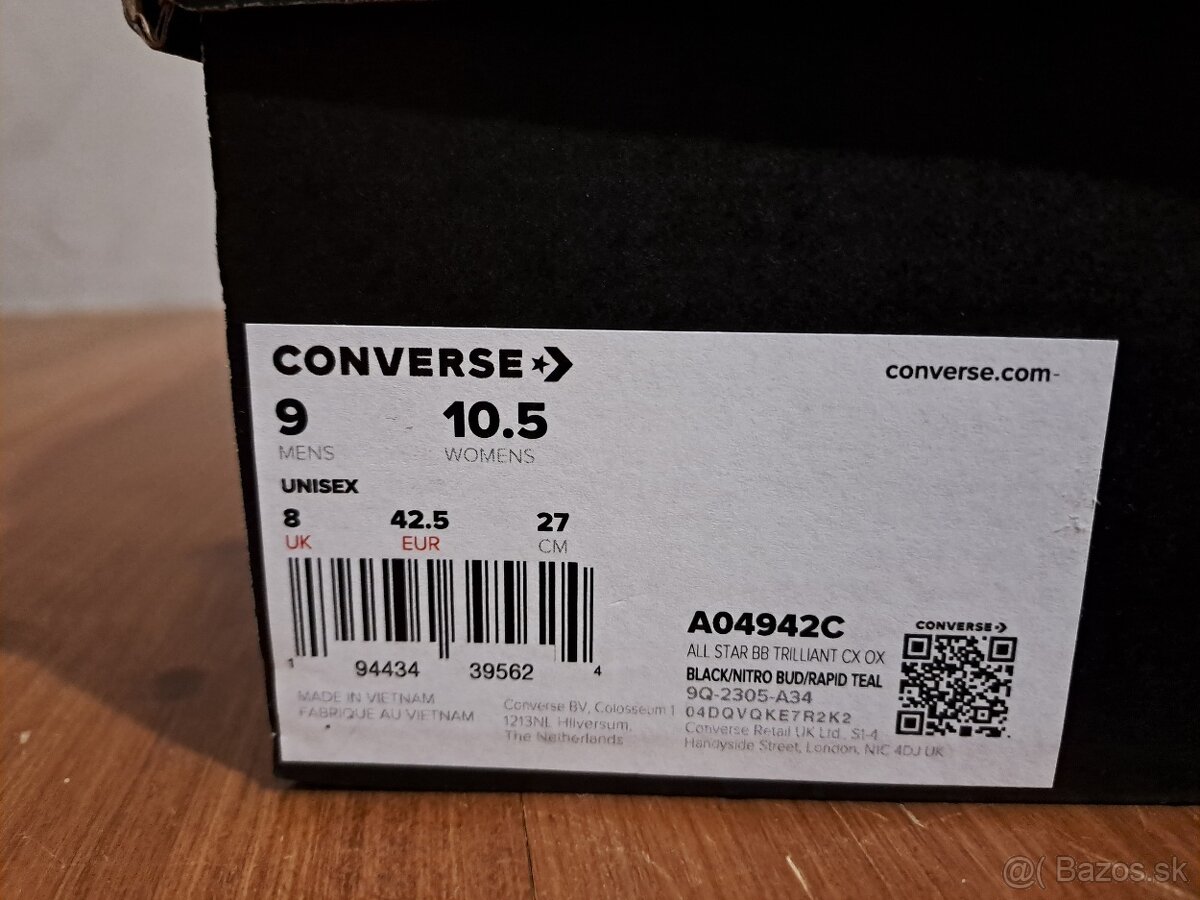 CONVERSE
converse.com-
9 10.5
MENS WOMENS
UNISEX
8 42.5 27
UK EUR CM
1 94434 39562 4
MADE IN VIETNAM
FABRIQUE AU VIETNAM
Converse BV, Colosseum 1
1213NL Hilversum,
The Netherlands
A04942C
ALL STAR BB TRILLIANT CX OX
BLACK/NITRO BUD/RAPID TEAL
9Q-2305-A34
04DQVQKE7R2K2
Converse Retail UK Ltd., S1-4
Handyside Street, London, N1C 4DJ UK
CONVERSE
@( Bazos.sk